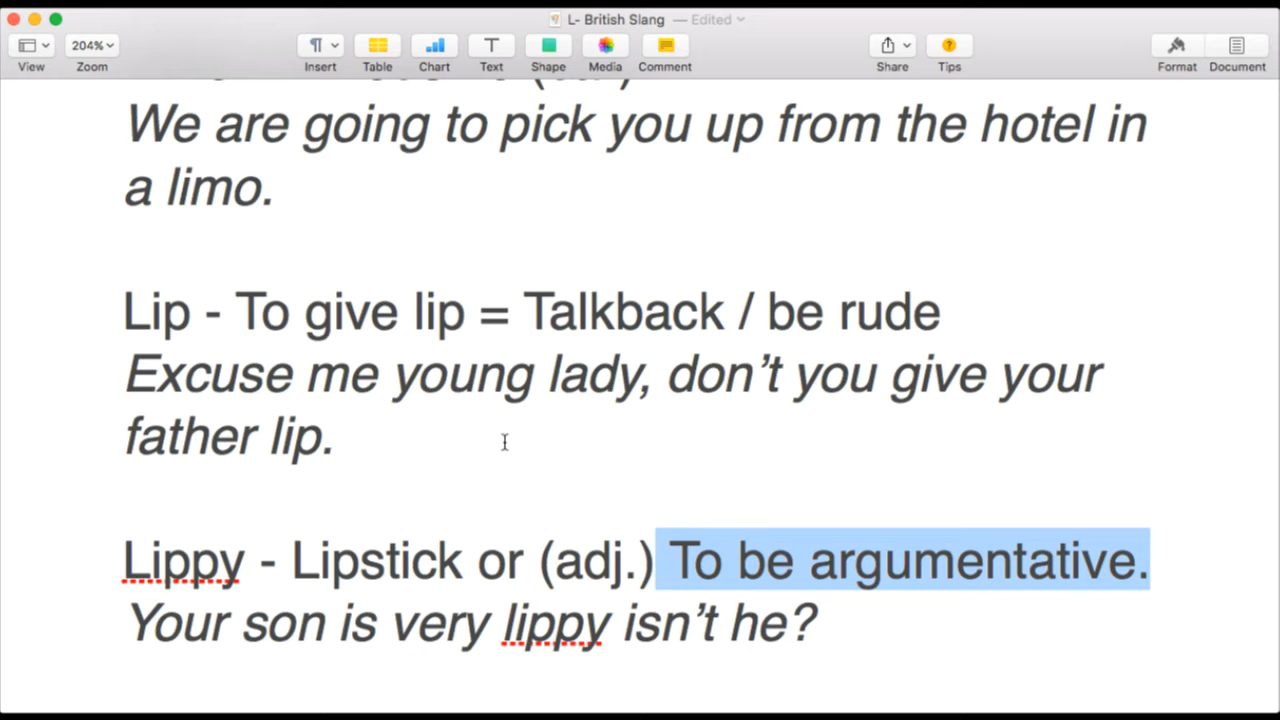 L- British Slang — Edited
204%
View
Zoom
Insert
Table
Chart
Text
Shape
Media
Comment
Share
Tips
Format
Document
We are going to pick you up from the hotel in
a limo.
Lip - To give lip = Talkback / be rude
Excuse me young lady, don’t you give your
father lip.
Lippy - Lipstick or (adj.) To be argumentative.
Your son is very lippy isn’t he?